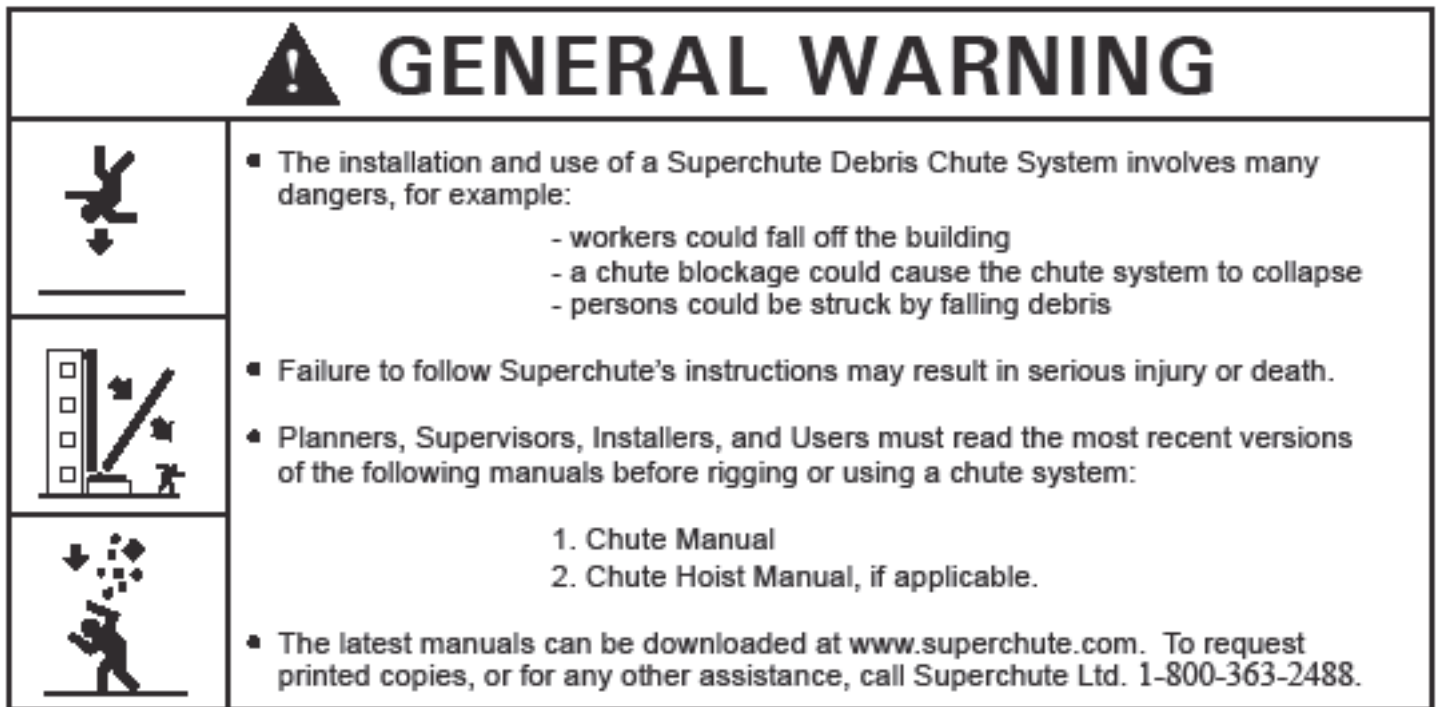 GENERAL WARNING
• The installation and use of a Superchute Debris Chute System involves many
dangers, for example:
- workers could fall off the building
- a chute blockage could cause the chute system to collapse
- persons could be struck by falling debris
• Failure to follow Superchute's instructions may result in serious injury or death.
• Planners, Supervisors, Installers, and Users must read the most recent versions
of the following manuals before rigging or using a chute system:
1. Chute Manual
2. Chute Hoist Manual, if applicable.
• The latest manuals can be downloaded at www.superchute.com. To request
printed copies, or for any other assistance, call Superchute Ltd. 1-800-363-2488.